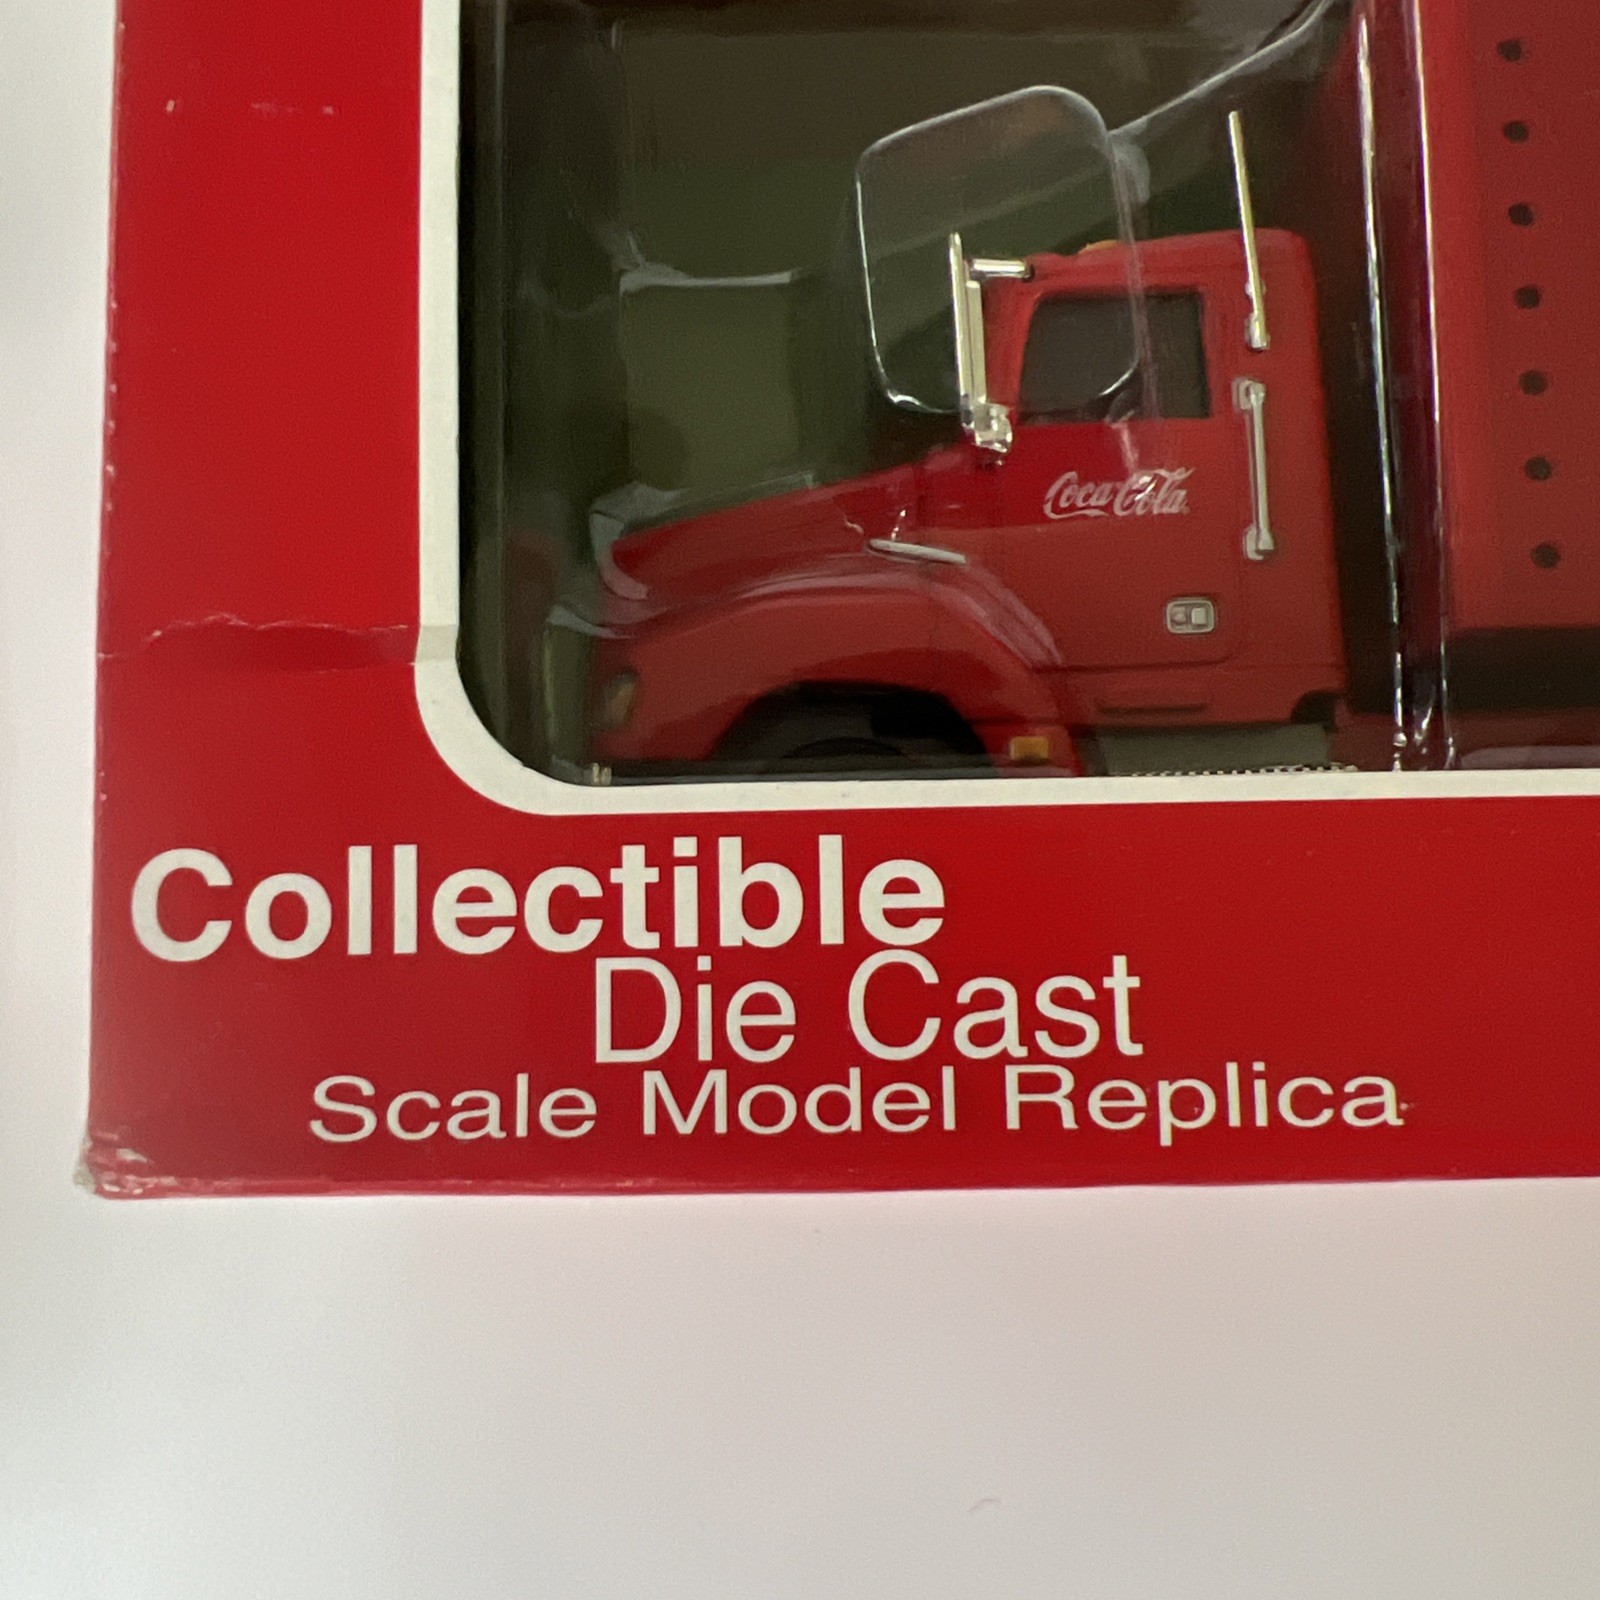 Coca-Cola
Collectible
Die Cast
Scale Model Replica